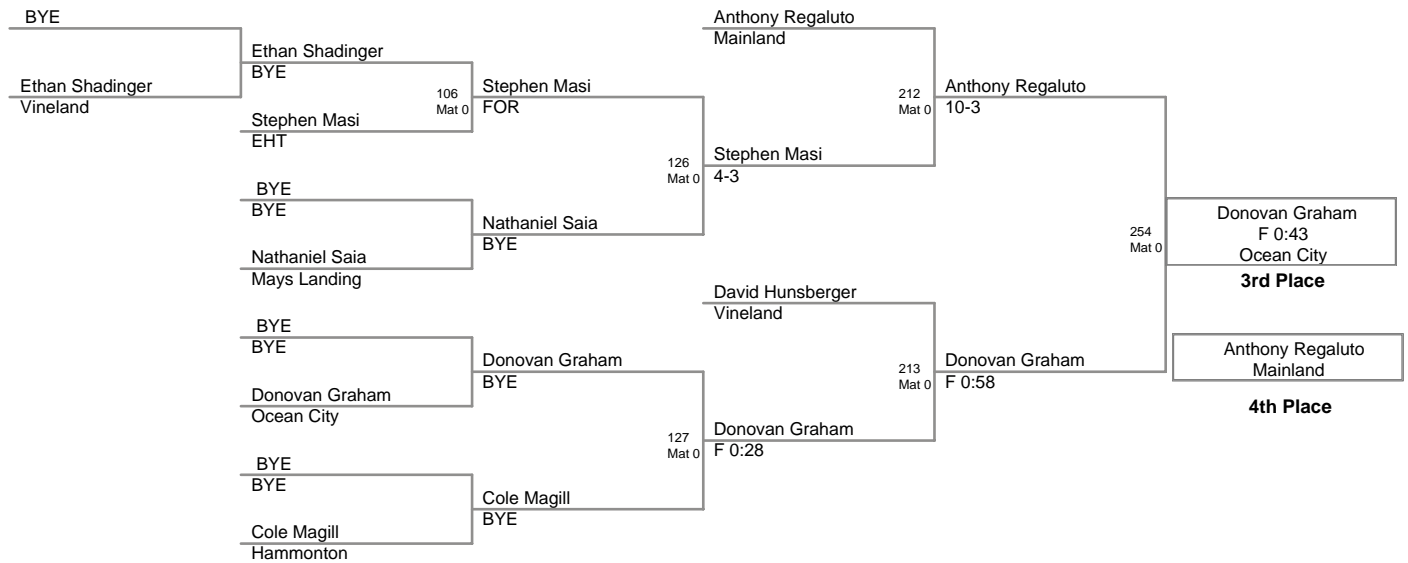 BYE
Ethan Shadinger
Vineland
Ethan Shadinger
BYE
Stephen Masi
EHT
BYE
BYE
Nathaniel Saia
Mays Landing
BYE
BYE
Donovan Graham
Ocean City
BYE
BYE
Cole Magill
Hammonton
106
Mat 0
Stephen Masi
FOR
Nathaniel Saia
BYE
Donovan Graham
BYE
Cole Magill
BYE
Anthony Regaluto
Mainland
126
Mat 0
Stephen Masi
4-3
David Hunsberger
Vineland
127
Mat 0
Donovan Graham
F 0:28
212
Mat 0
Anthony Regaluto
10-3
213
Mat 0
Donovan Graham
F 0:58
254
Mat 0
Donovan Graham
F 0:43
Ocean City
3rd Place
Anthony Regaluto
Mainland
4th Place